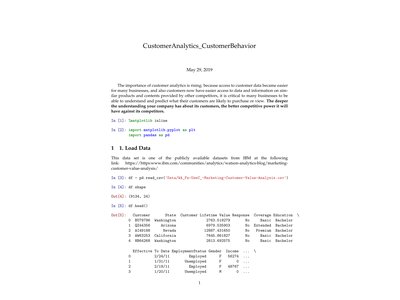 CustomerAnalytics_CustomerBehavior
May 29, 2019
The importance of customer analytics is rising, because access to customer data became easier
for many businesses, and also customers now have easier access to data and information on sim-
ilar products and contents provided by other competitors, it is critical to many businesses to be
able to understand and predict what their customers are likely to purchase or view. The deeper
the understanding your company has about its customers, the better competitive power it will
have against its competitors.
In [1]: %matplotlib inline
In [2]: import matplotlib.pyplot as plt
import pandas as pd
1 1. Load Data
This data set is one of the publicly available datasets from IBM at the following
link: https://www.ibm.com/communities/analytics/watson-analytics-blog/marketing-
customer-value-analysis/
In [3]: df = pd.read_csv(
In [4]: df.shape
Out[4]: (9134, 24)
In [5]: df.head()
Out[5]: Customer State Customer Lifetime Value Response Coverage Education \
0 BU79786 Washington 2763.519279 No Basic Bachelor
1 QZ44356 Arizona 6979.535903 No Extended Bachelor
2 AI49188 Nevada 12887.431650 No Premium Bachelor
3 WW63253 California 7645.861827 No Basic Bachelor
4 HB64268 Washington 2813.692575 No Basic Bachelor
Effective To Date EmploymentStatus Gender Income ... \
0 2/24/11 Employed F 56274 ...
1 1/31/11 Unemployed F 0 ...
2 2/19/11 Employed F 48767 ...
3 1/20/11 Unemployed M 0 ...
1